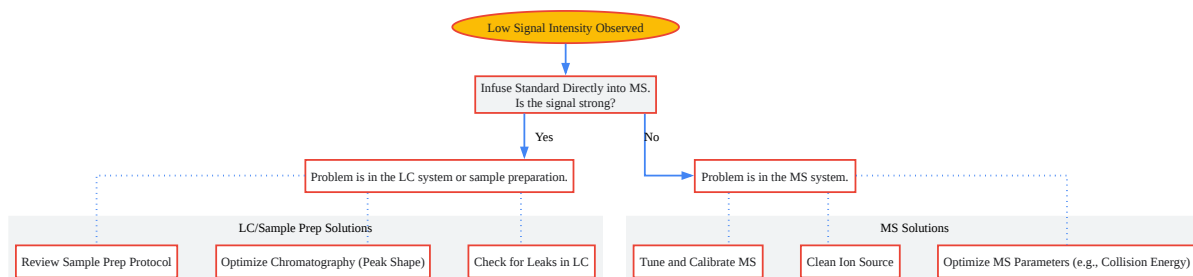 Low Signal Intensity Observed
Infuse Standard Directly into MS.
Is the signal strong?
Yes
No
Problem is in the LC system or sample preparation.
Problem is in the MS system.
LC/Sample Prep Solutions
MS Solutions
Review Sample Prep Protocol
Optimize Chromatography (Peak Shape)
Check for Leaks in LC
Tune and Calibrate MS
Clean Ion Source
Optimize MS Parameters (e.g., Collision Energy)